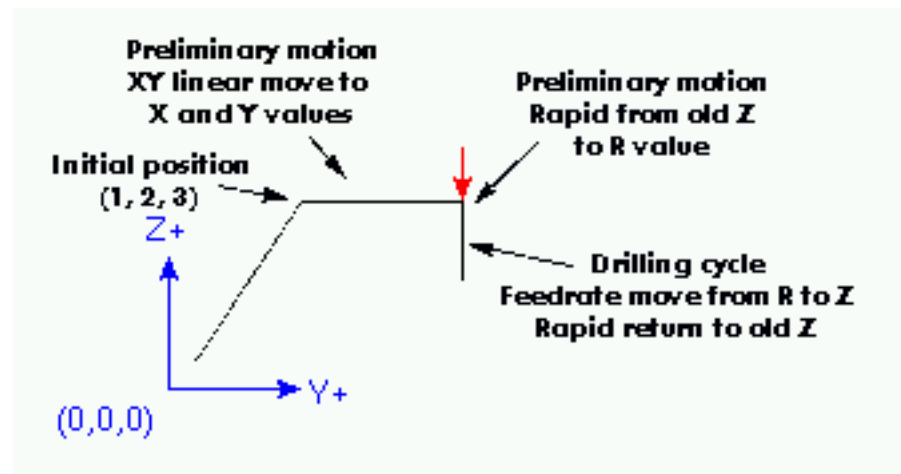 Preliminary motion
XY linear move to
X and Y values
Preliminary motion
Rapid from old Z
to R value
Initial position
(1, 2, 3)
Z+
Drilling cycle
Feedrate move from R to Z
Rapid return to old Z
Y+
(0,0,0)